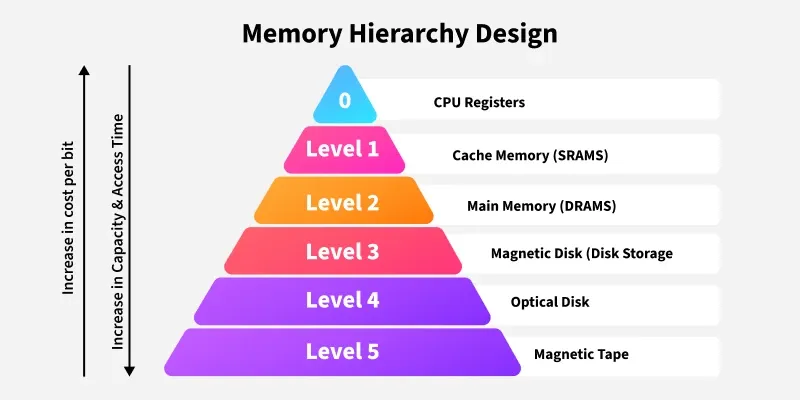 Memory Hierarchy Design
Increase in cost per bit
Increase in Capacity & Access Time
0
CPU Registers
Level 1
Cache Memory (SRAMS)
Level 2
Main Memory (DRAMS)
Level 3
Magnetic Disk (Disk Storage
Level 4
Optical Disk
Level 5
Magnetic Tape